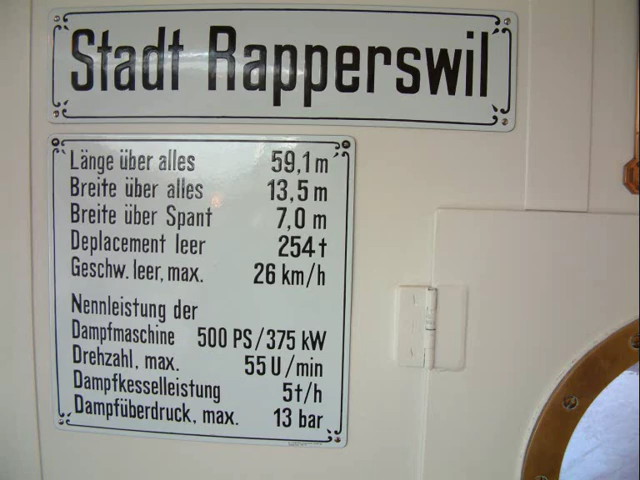 Stadt Rapperswil
Länge über alles 59,1 m
Breite über alles 13,5 m
Breite über Spant 7,0 m
Deplacement leer 254 t
Geschw. leer, max. 26 km/h
Nennleistung der
Dampfmaschine 500 PS/375 kW
Drehzahl, max. 55 U/min
Dampfkesselleistung 5t/h
Dampfüberdruck, max. 13 bar